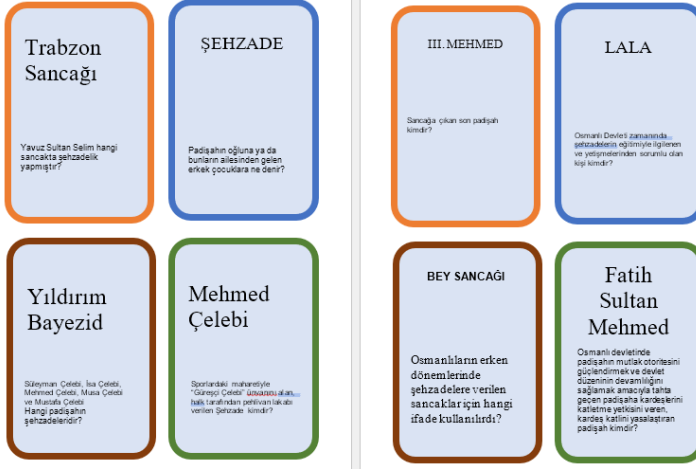 Trabzon
Sancağı
Yavuz Sultan Selim hangi
sancakta şehzadelik
yapmıştır?
ŞEHZADE
Padişahın oğluna ya da
bunların ailesinden gelen
erkek çocuklara ne denir?
III. MEHMED
Sancağa çıkan son padişah
kimdir?
LALA
Osmanlı Devleti zamanında
şehzadelerin eğitimiyle ilgilenen
ve yetişmelerinden sorumlu olan
kişi kimdir?
Yıldırım
Bayezid
Süleyman Çelebi, İsa Çelebi,
Mehmed Çelebi, Musa Çelebi
ve Mustafa Çelebi
Hangi padişahın
şehzadeleridir?
Mehmed
Çelebi
Sporlardaki maharetiyle
"Güreşçi Çelebi" ünvanını alan,
halk tarafından pehlivan lakabı
verilen Şehzade kimdir?
BEY SANCAĞI
Osmanlıların erken
dönemlerinde
şehzadelere verilen
sancaklar için hangi
ifade kullanılırdı?
Fatih
Sultan
Mehmed
Osmanlı devletinde
padişahın mutlak otoritesini
güçlendirmek ve devlet
düzeninin devamlılığını
sağlamak amacıyla tahta
geçen padişaha kardeşlerini
katletme yetkisini veren,
kardeş katlini yasalaştıran
padişah kimdir?